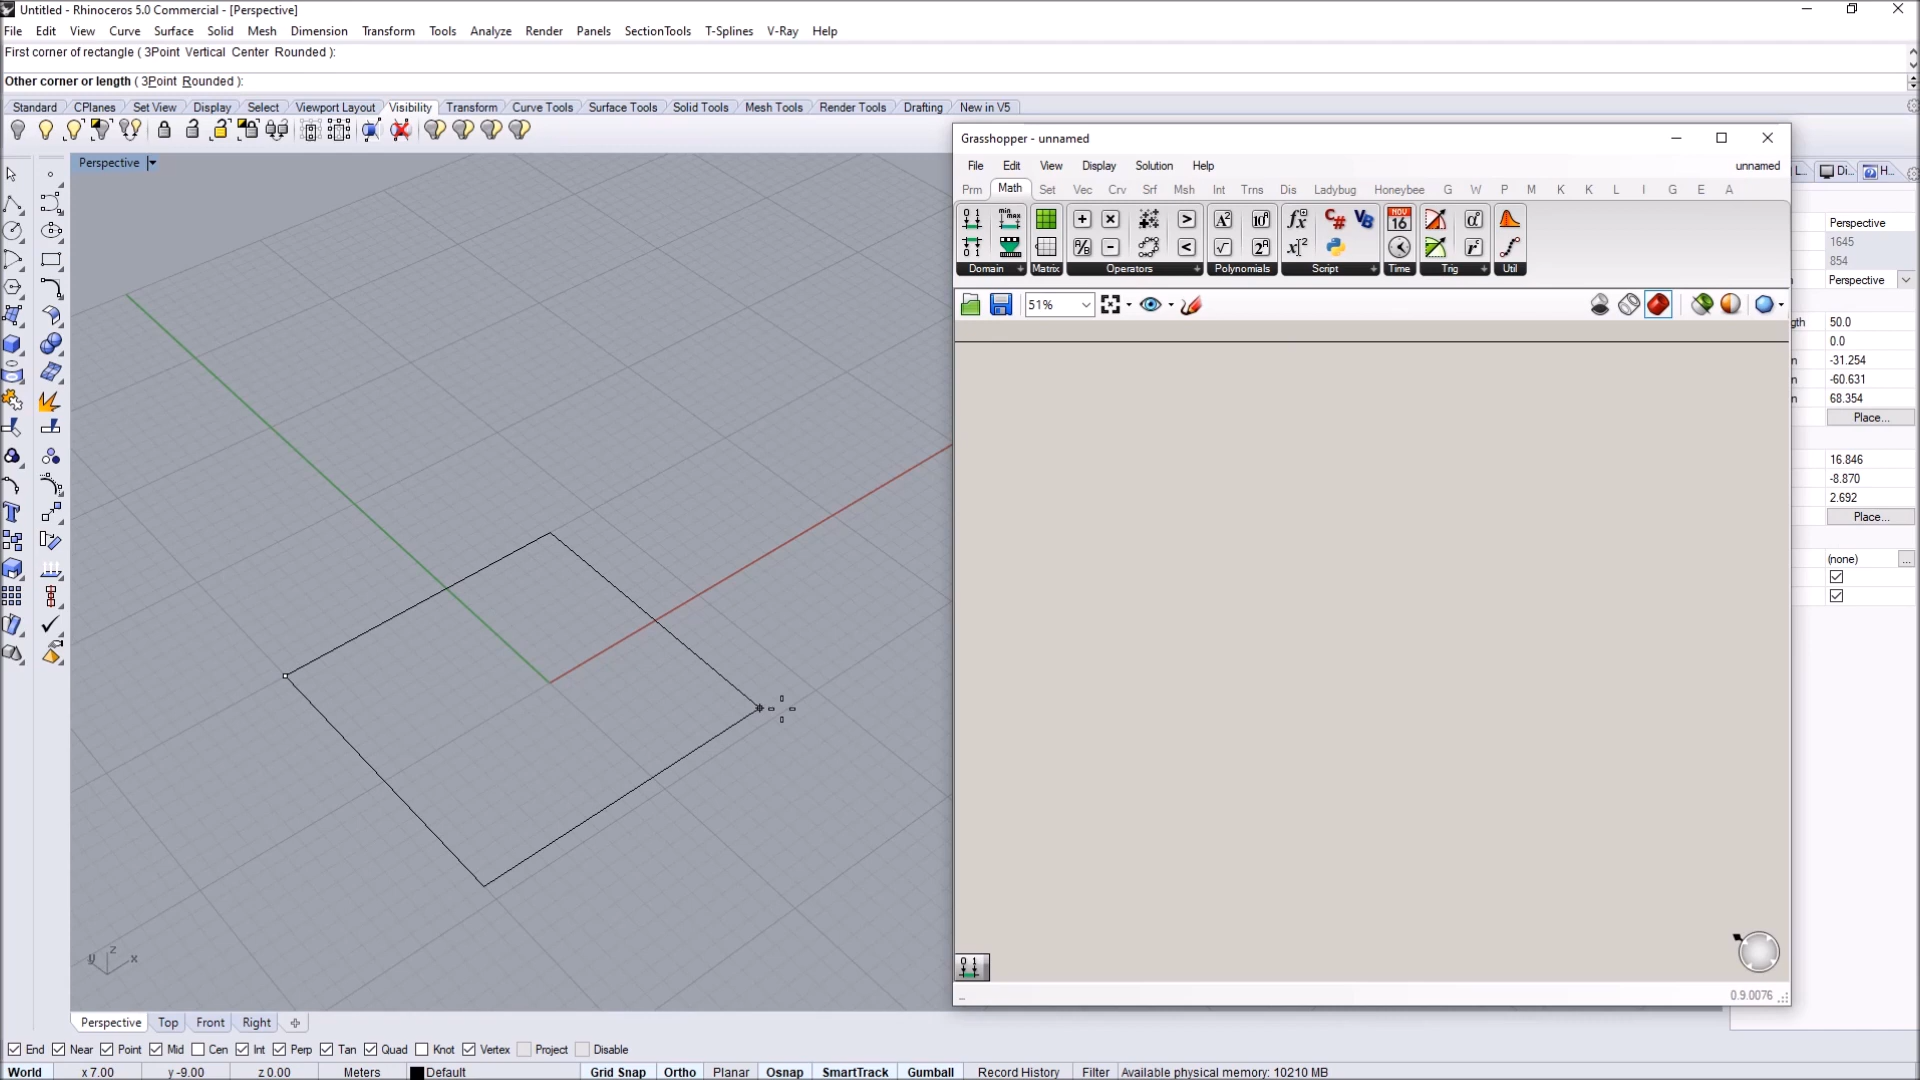 Untitled - Rhinoceros 5.0 Commercial - [Perspective]
File Edit View Curve Surface Solid Mesh Dimension Transform Tools Analyze Render Panels SectionTools T-Splines V-Ray Help
First corner of rectangle ( 3Point Vertical Center Rounded ):
Other corner or length ( 3Point Rounded ):
Standard CPlanes Set View Display Select Viewport Layout Visibility Transform Curve Tools Surface Tools Solid Tools Mesh Tools Render Tools Drafting New in V5
Perspective
Grasshopper - unnamed
File Edit View Display Solution Help unnamed
Prm Math Set Vec Crv Srf Msh Int Trns Dis Ladybug Honeybee G W P M K K L I G E A
Domain Matrix Operators Polynomials Script Time Trig Util
51%
L... Di... H...
Perspective
1645
854
n Perspective
gth 50.0
0.0
n -31.254
n -60.631
n 68.354
Place...
16.846
-8.870
2.692
Place...
(none) ...
z
y x
0.9.0076
Perspective Top Front Right
End Near Point Mid Cen Int Perp Tan Quad Knot Vertex Project Disable
World x 7.00 y -9.00 z 0.00 Meters Default Grid Snap Ortho Planar Osnap SmartTrack Gumball Record History Filter Available physical memory: 10210 MB